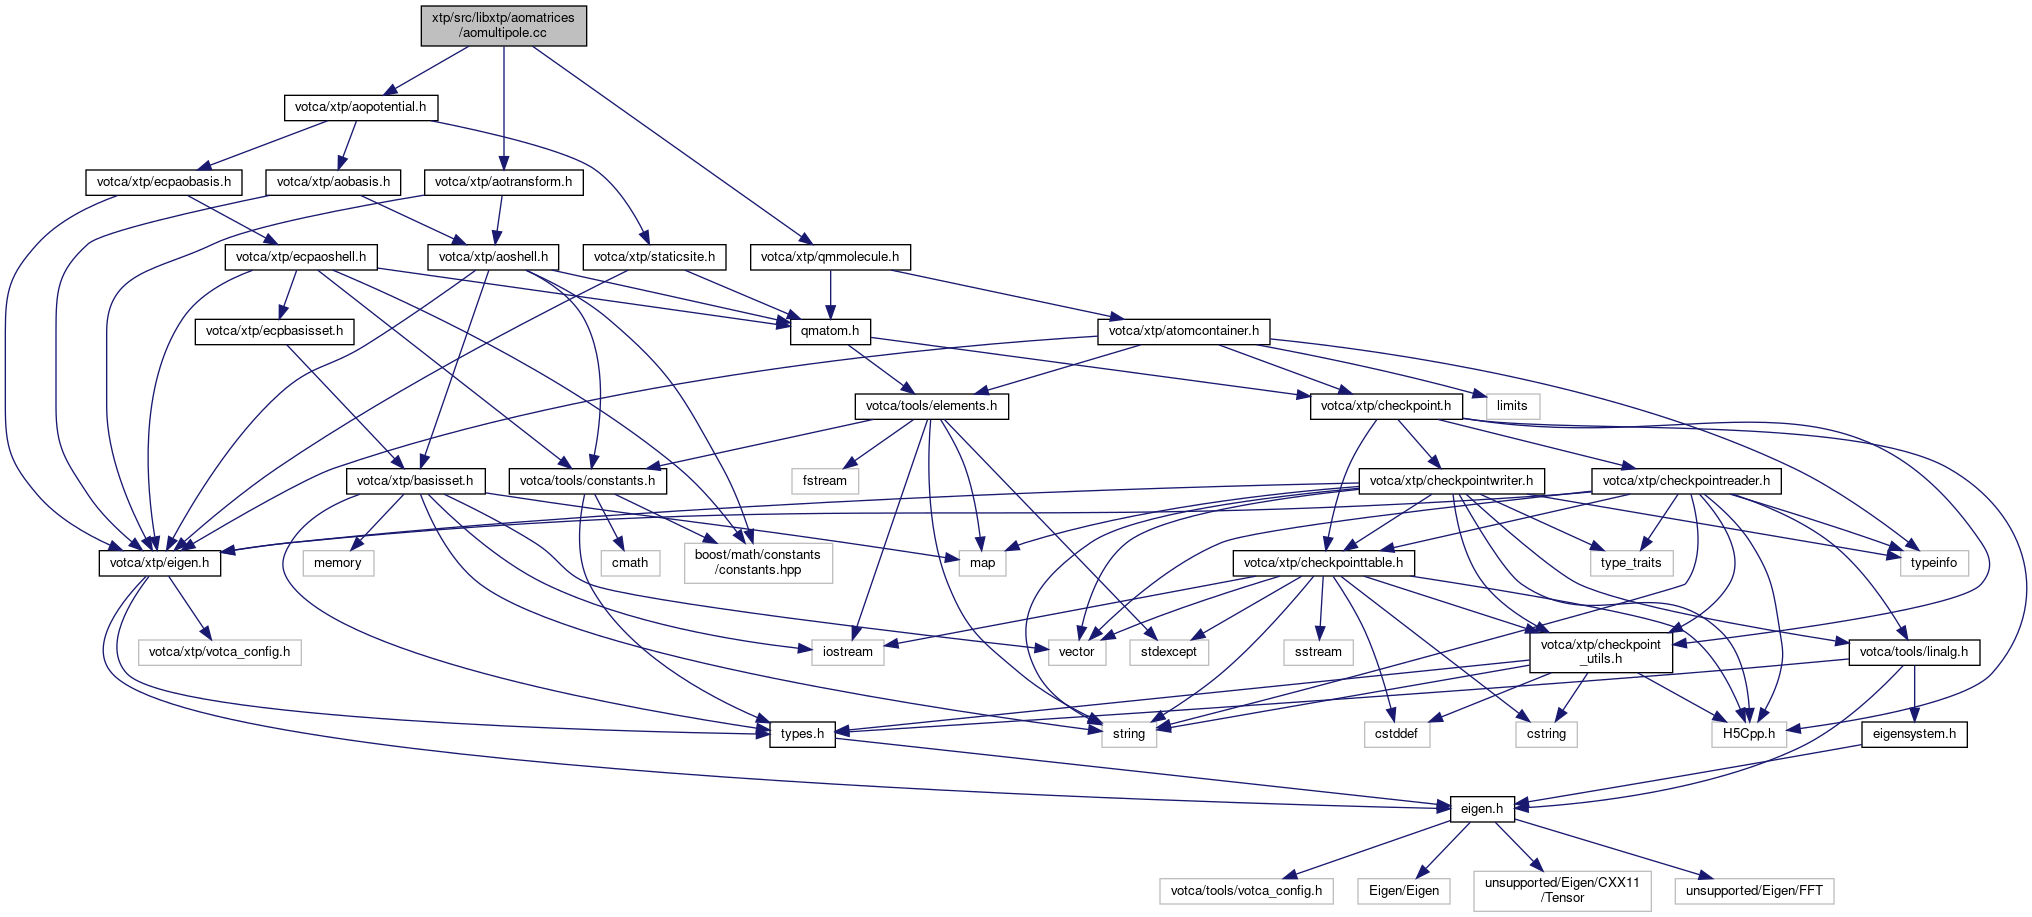 xtp/src/libxtp/aomatrices
/aomultipole.cc
votca/xtp/aopotential.h
votca/xtp/ecpaobasis.h
votca/xtp/aobasis.h
votca/xtp/aotransform.h
votca/xtp/ecpaoshell.h
votca/xtp/aoshell.h
votca/xtp/staticsite.h
votca/xtp/qmmolecule.h
votca/xtp/ecpbasisset.h
qmatom.h
votca/xtp/atomcontainer.h
votca/tools/elements.h
votca/xtp/checkpoint.h
limits
votca/xtp/basisset.h
votca/tools/constants.h
fstream
votca/xtp/checkpointwriter.h
votca/xtp/checkpointreader.h
votca/xtp/eigen.h
memory
cmath
boost/math/constants
/constants.hpp
map
votca/xtp/checkpointtable.h
type_traits
typeinfo
votca/xtp/votca_config.h
iostream
vector
stdexcept
sstream
votca/xtp/checkpoint
_utils.h
votca/tools/linalg.h
types.h
string
cstddef
cstring
H5Cpp.h
eigensystem.h
eigen.h
votca/tools/votca_config.h
Eigen/Eigen
unsupported/Eigen/CXX11
/Tensor
unsupported/Eigen/FFT